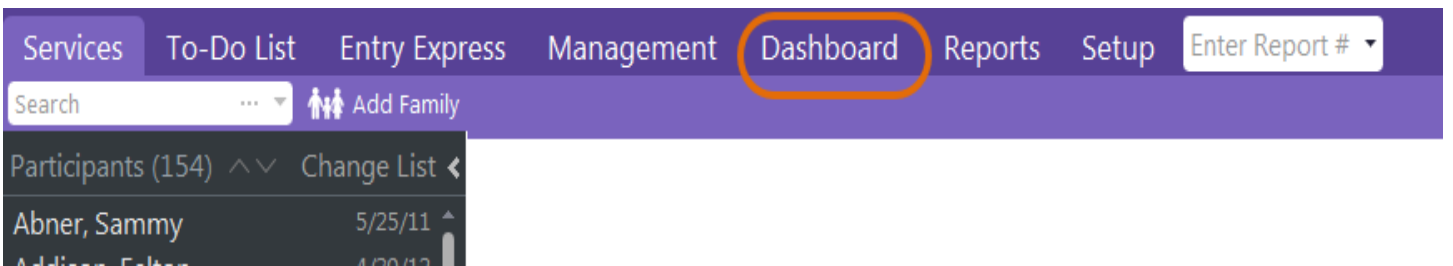 Services To-Do List Entry Express Management Dashboard Reports Setup Enter Report #
Search ... Add Family
Participants (154) Change List
Abner, Sammy 5/25/11